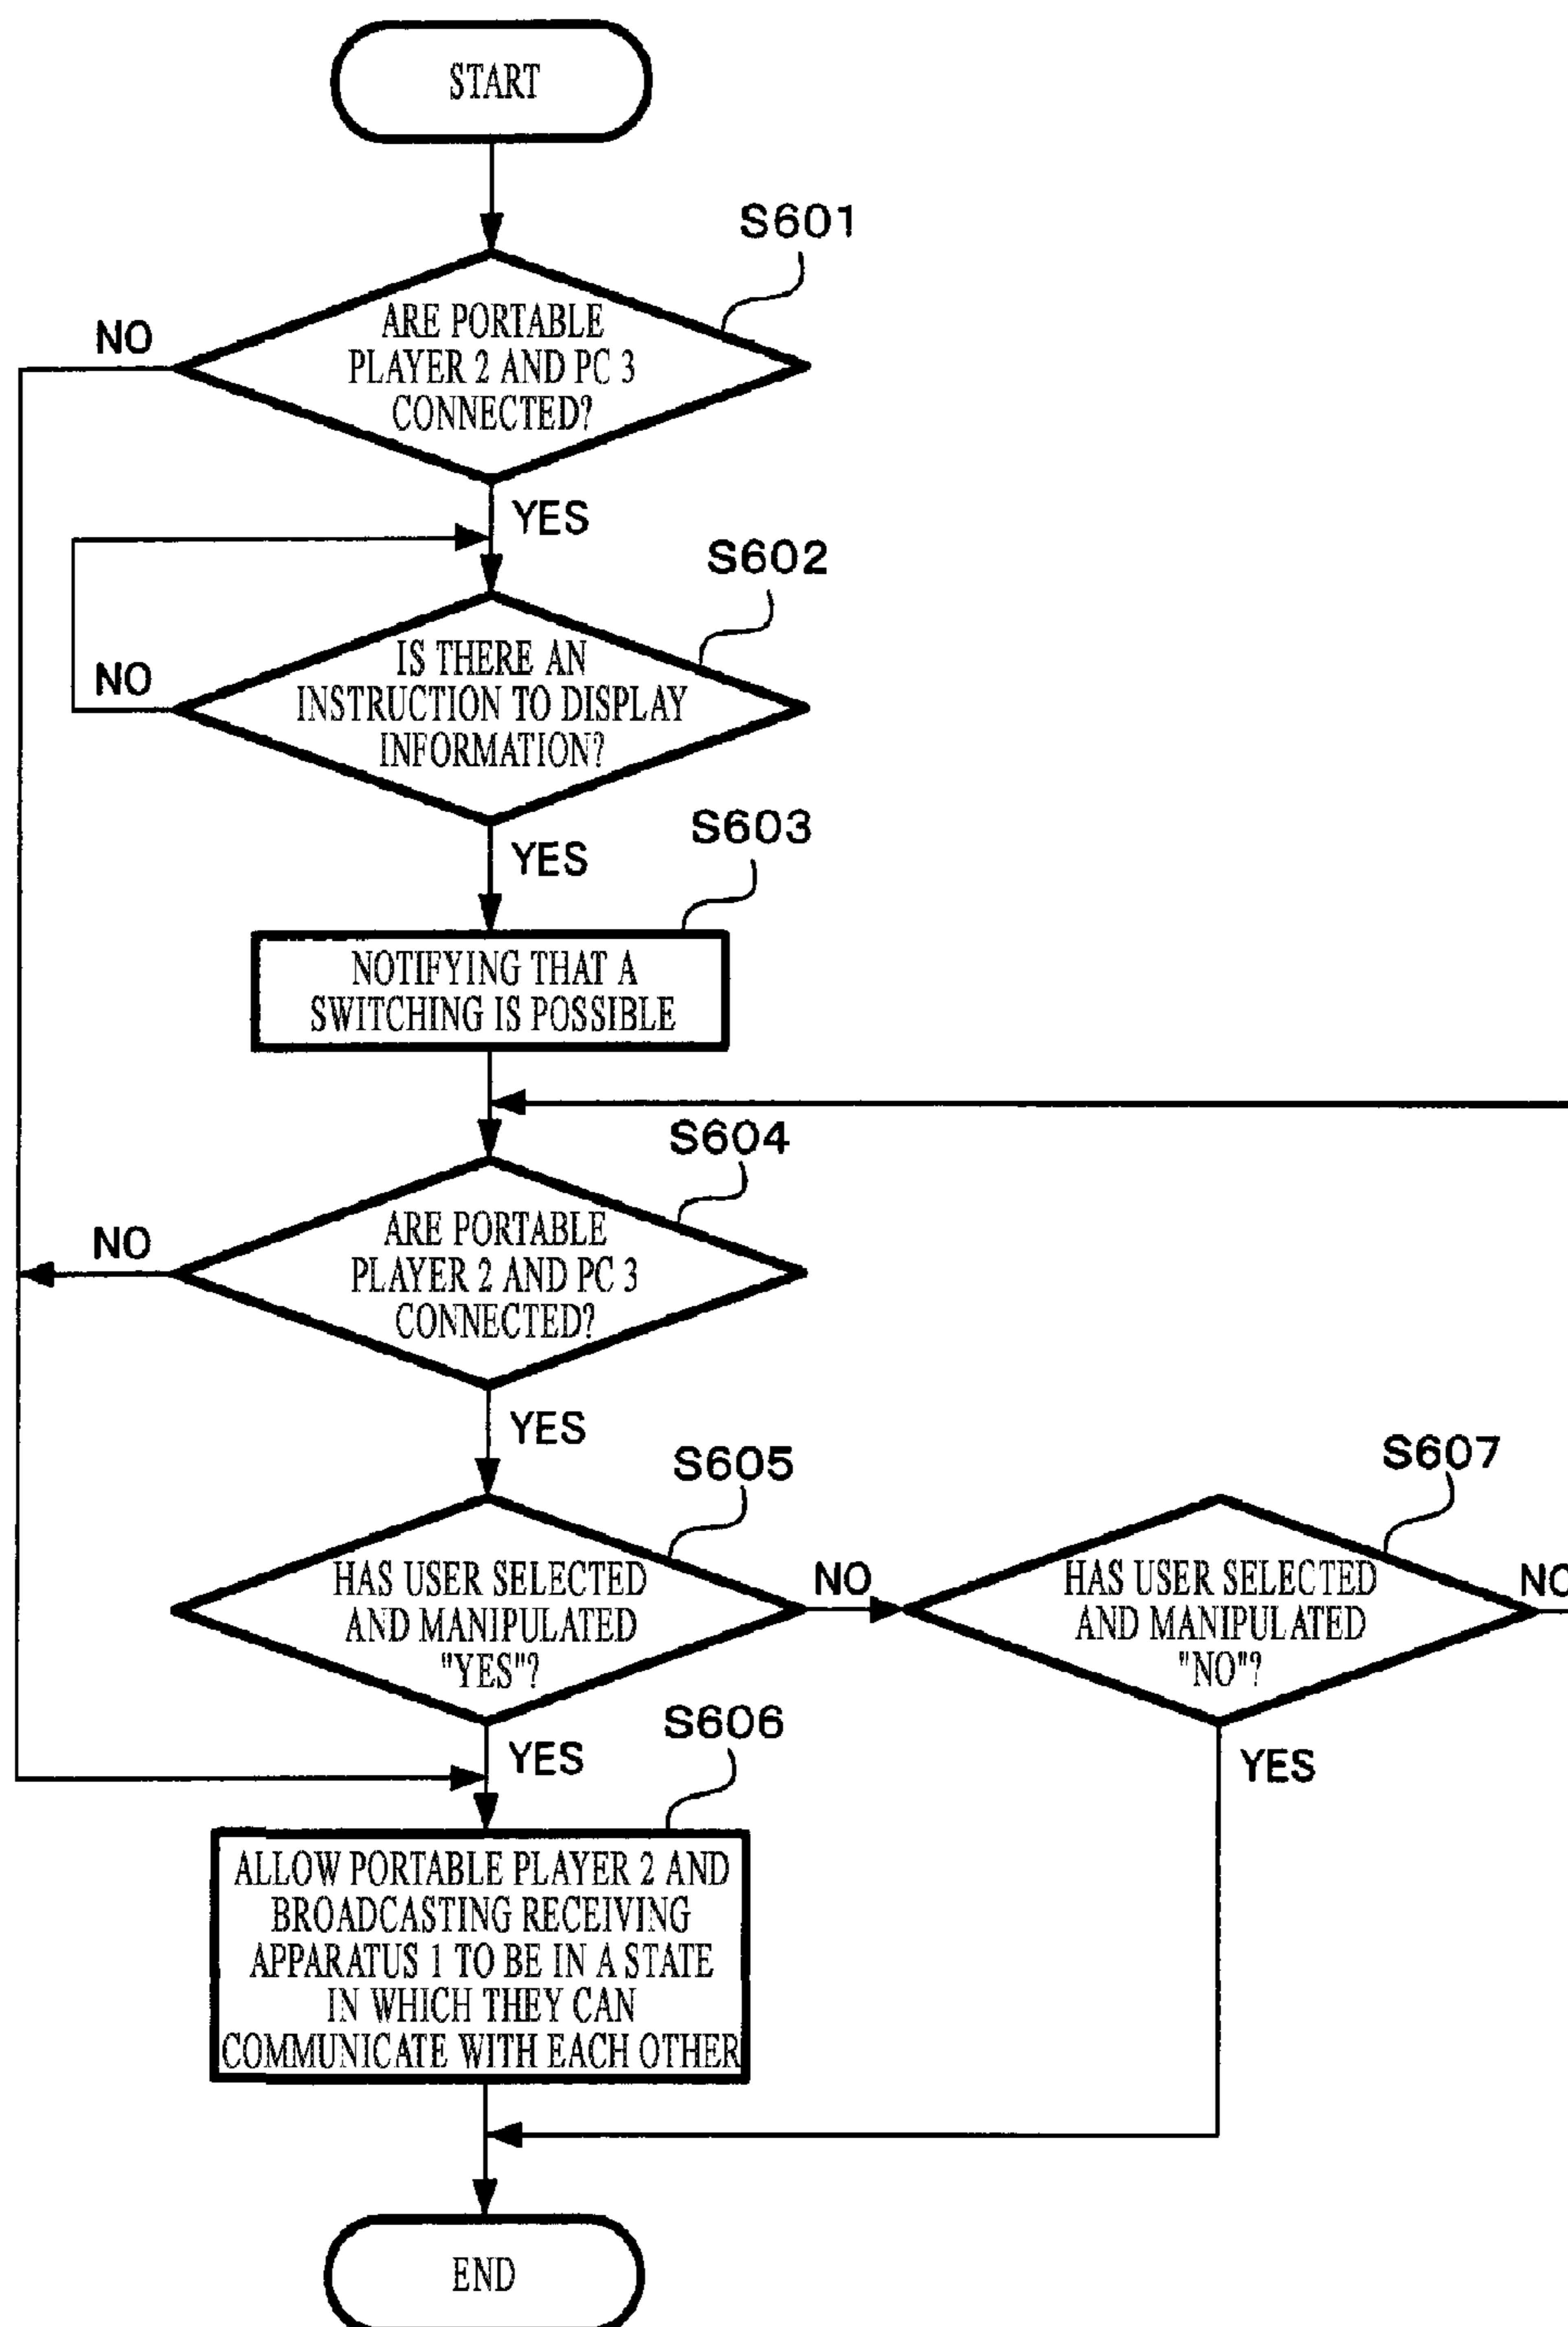 START
S601
ARE PORTABLE
PLAYER 2 AND PC 3
CONNECTED?
NO
YES
S602
IS THERE AN
INSTRUCTION TO DISPLAY
INFORMATION?
NO
YES
S603
NOTIFYING THAT A
SWITCHING IS POSSIBLE
S604
ARE PORTABLE
PLAYER 2 AND PC 3
CONNECTED?
NO
YES
S605
HAS USER SELECTED
AND MANIPULATED
"YES"?
NO
YES
S607
HAS USER SELECTED
AND MANIPULATED
"NO"?
NO
YES
S606
ALLOW PORTABLE PLAYER 2 AND
BROADCASTING RECEIVING
APPARATUS 1 TO BE IN A STATE
IN WHICH THEY CAN
COMMUNICATE WITH EACH OTHER
END